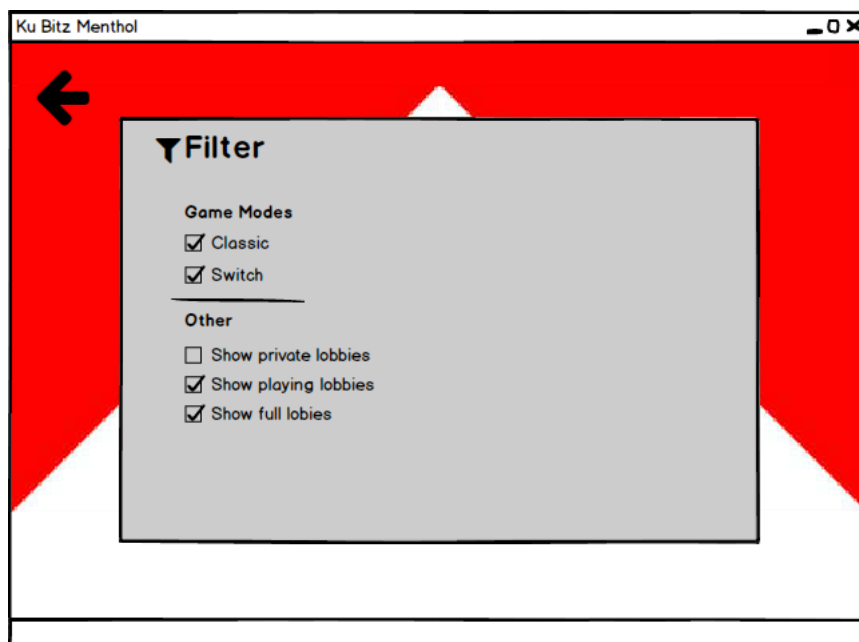 Ku Bitz Menthol
Filter
Game Modes
Classic
Switch
Other
Show private lobbies
Show playing lobbies
Show full lobies